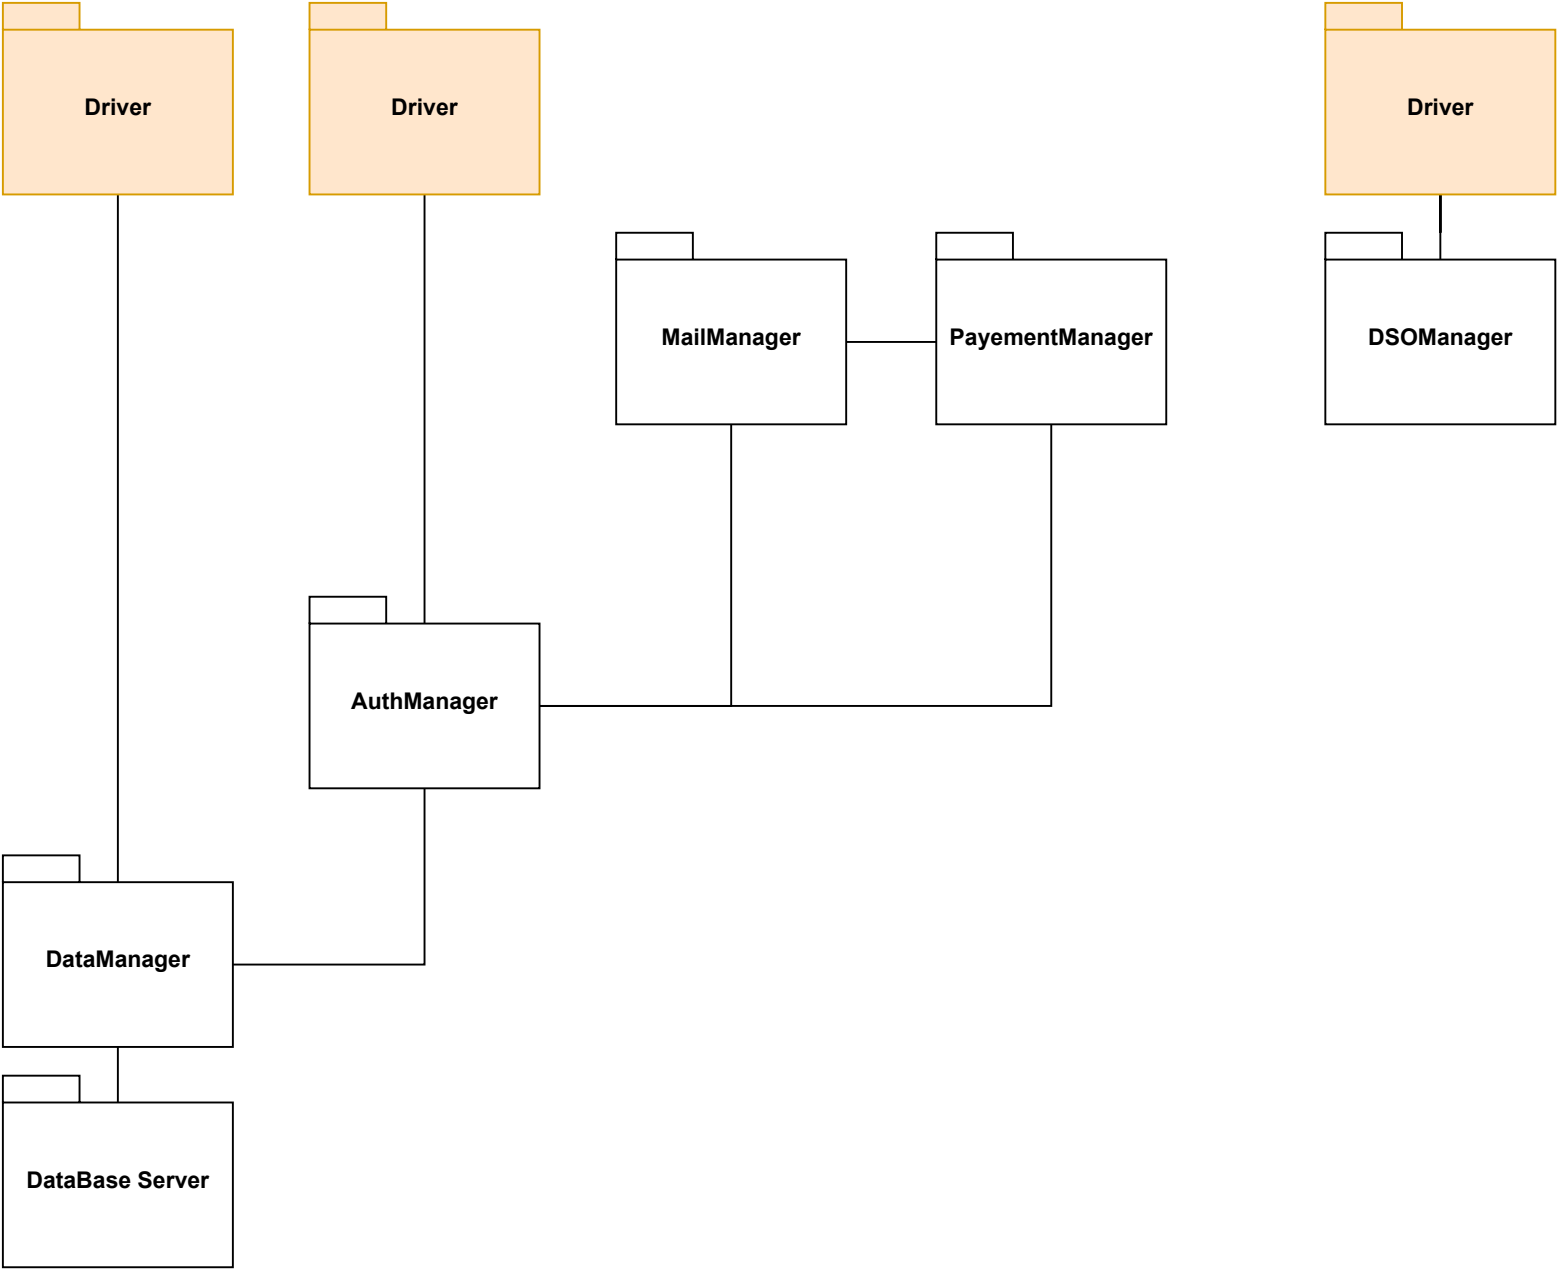 Driver
Driver
Driver
MailManager
PayementManager
DSOManager
AuthManager
DataManager
DataBase Server